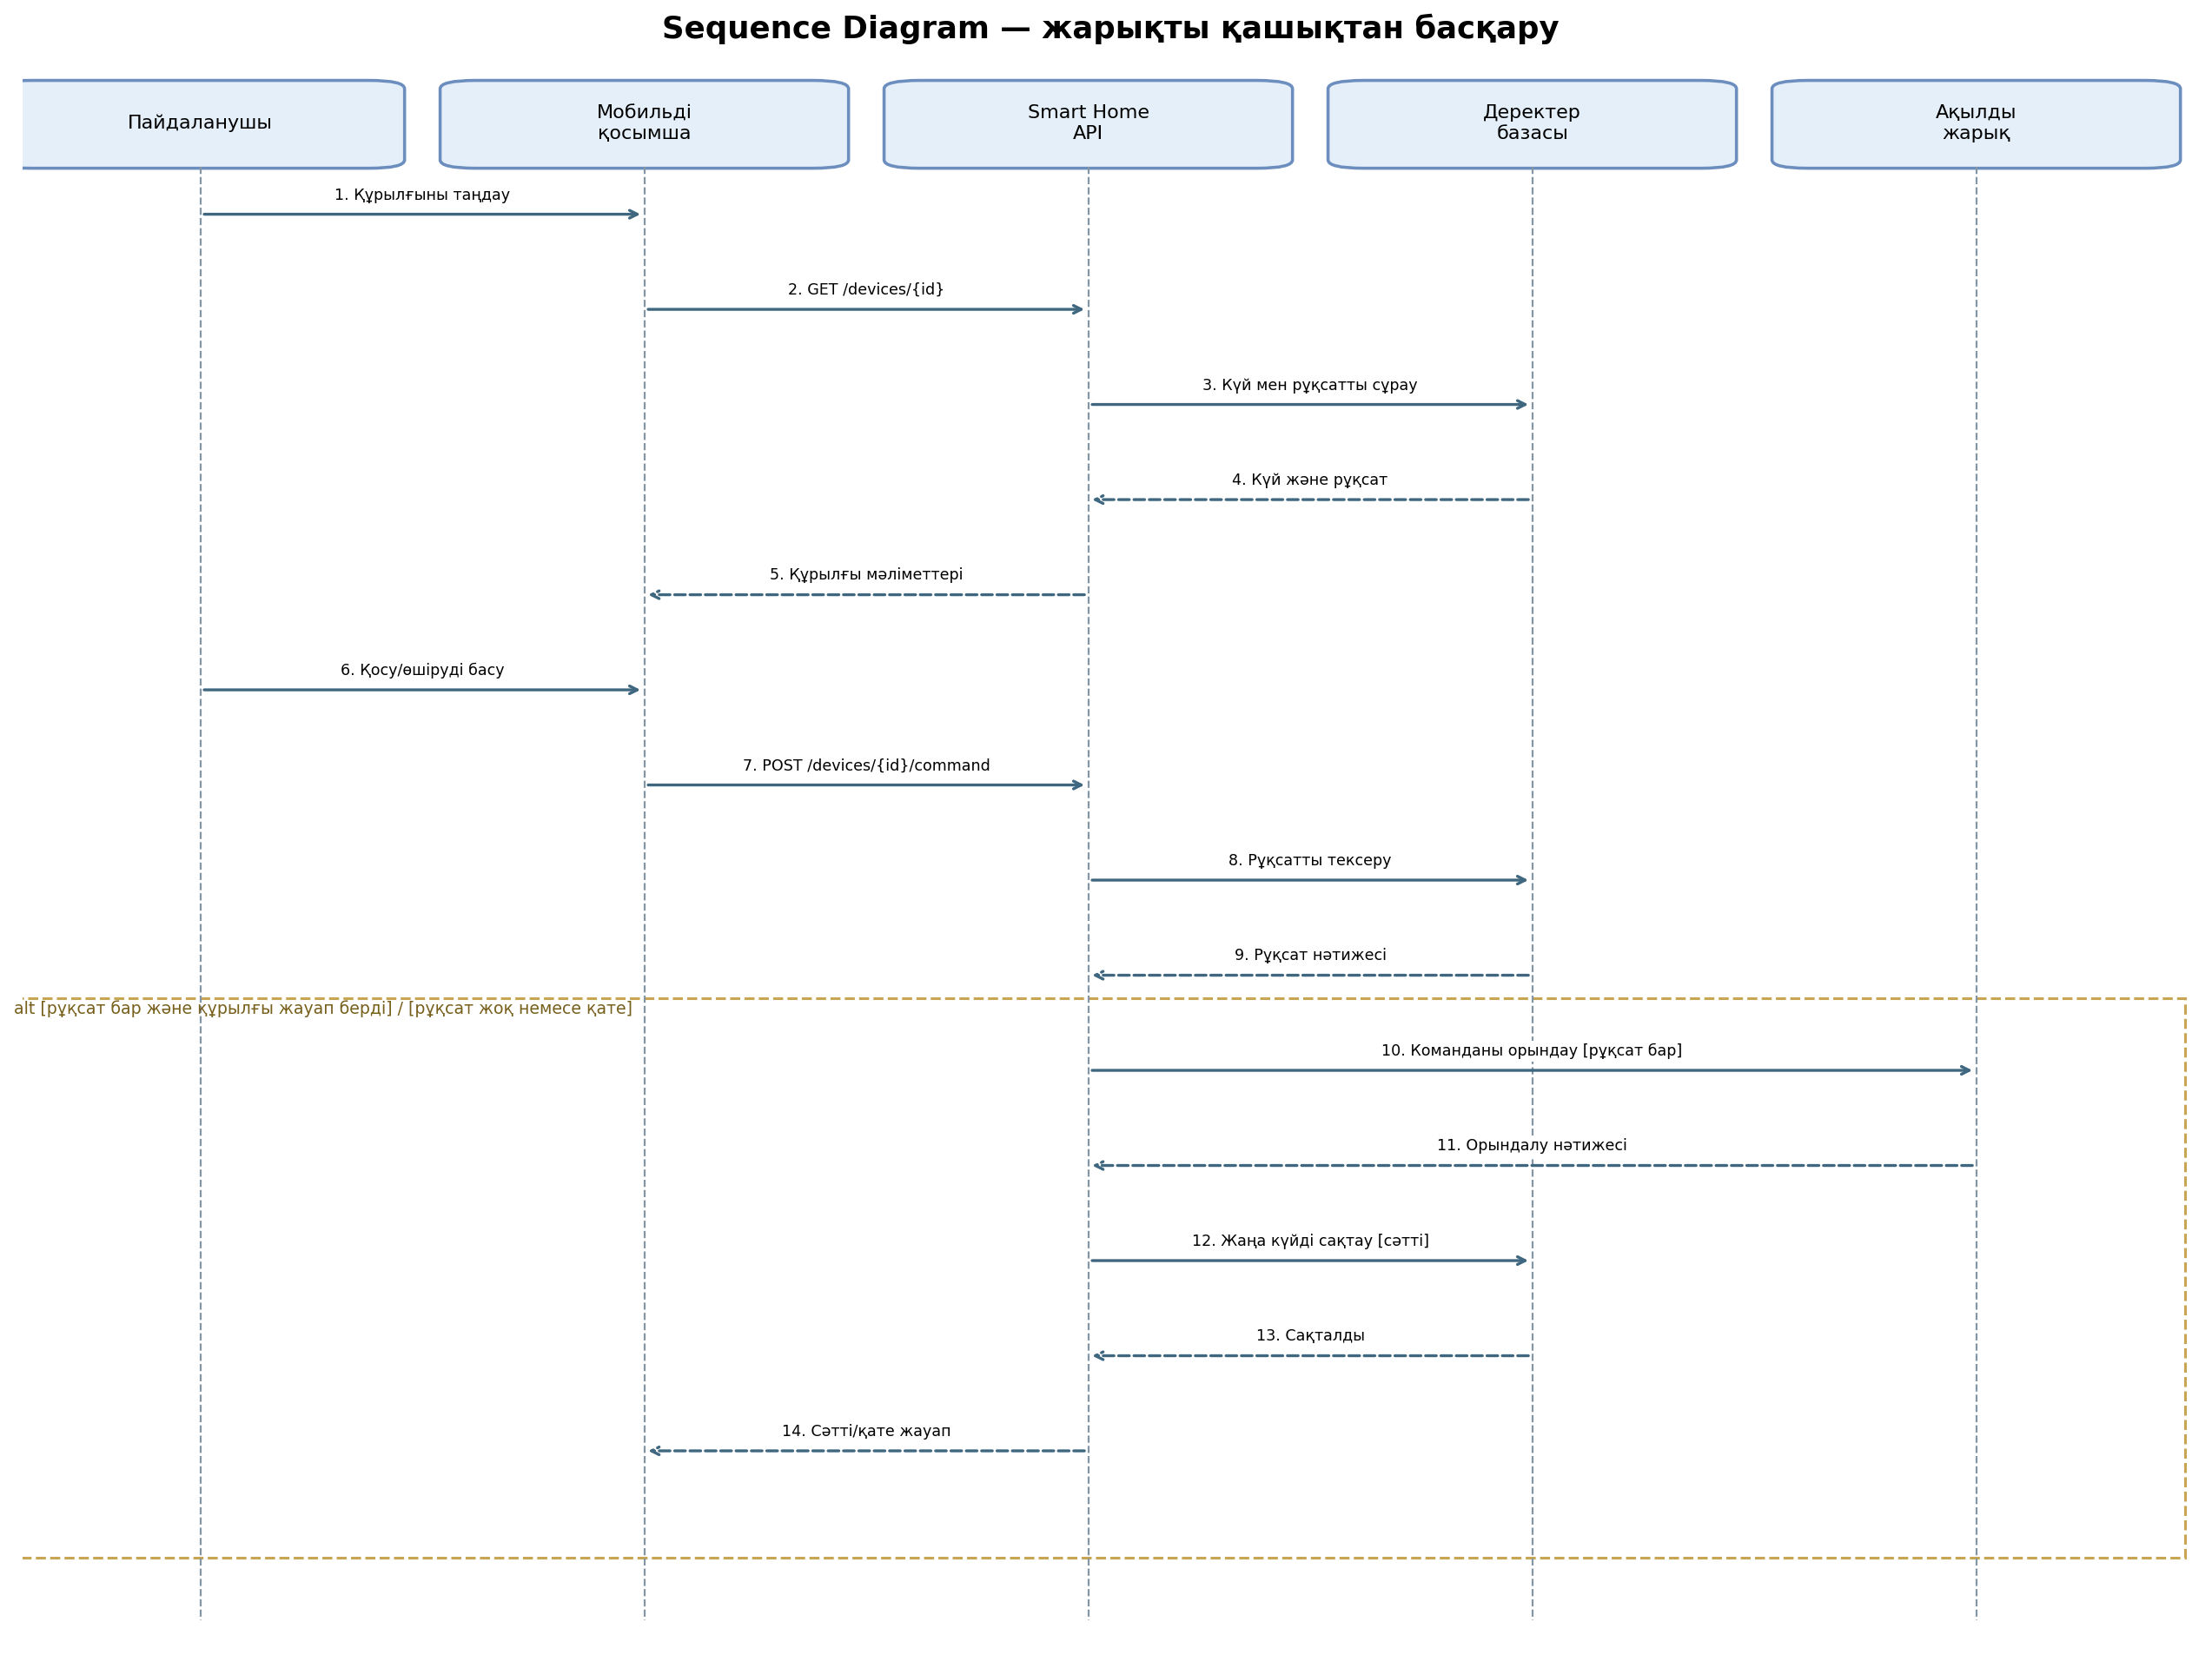 Sequence Diagram — жарықты қашықтан басқару
Пайдаланушы
Мобильді
қосымша
Smart Home
API
Деректер
базасы
Ақылды
жарық
1. Құрылғыны таңдау
2. GET /devices/{id}
3. Күй мен рұқсатты сұрау
4. Күй және рұқсат
5. Құрылғы мәліметтері
6. Қосу/өшіруді басу
7. POST /devices/{id}/command
8. Рұқсатты тексеру
9. Рұқсат нәтижесі
alt [рұқсат бар және құрылғы жауап берді] / [рұқсат жоқ немесе қате]
10. Команданы орындау [рұқсат бар]
11. Орындалу нәтижесі
12. Жаңа күйді сақтау [сәтті]
13. Сақталды
14. Сәтті/қате жауап